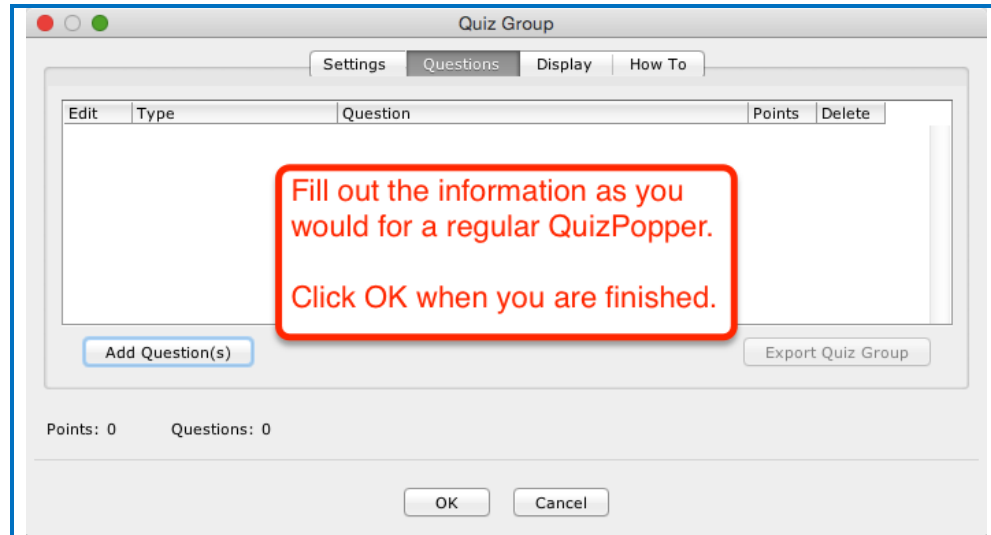 Quiz Group
Settings Questions Display How To
Edit Type Question Points Delete
Fill out the information as you
would for a regular QuizPopper.
Click OK when you are finished.
Add Question(s) Export Quiz Group
Points: 0 Questions: 0
OK Cancel